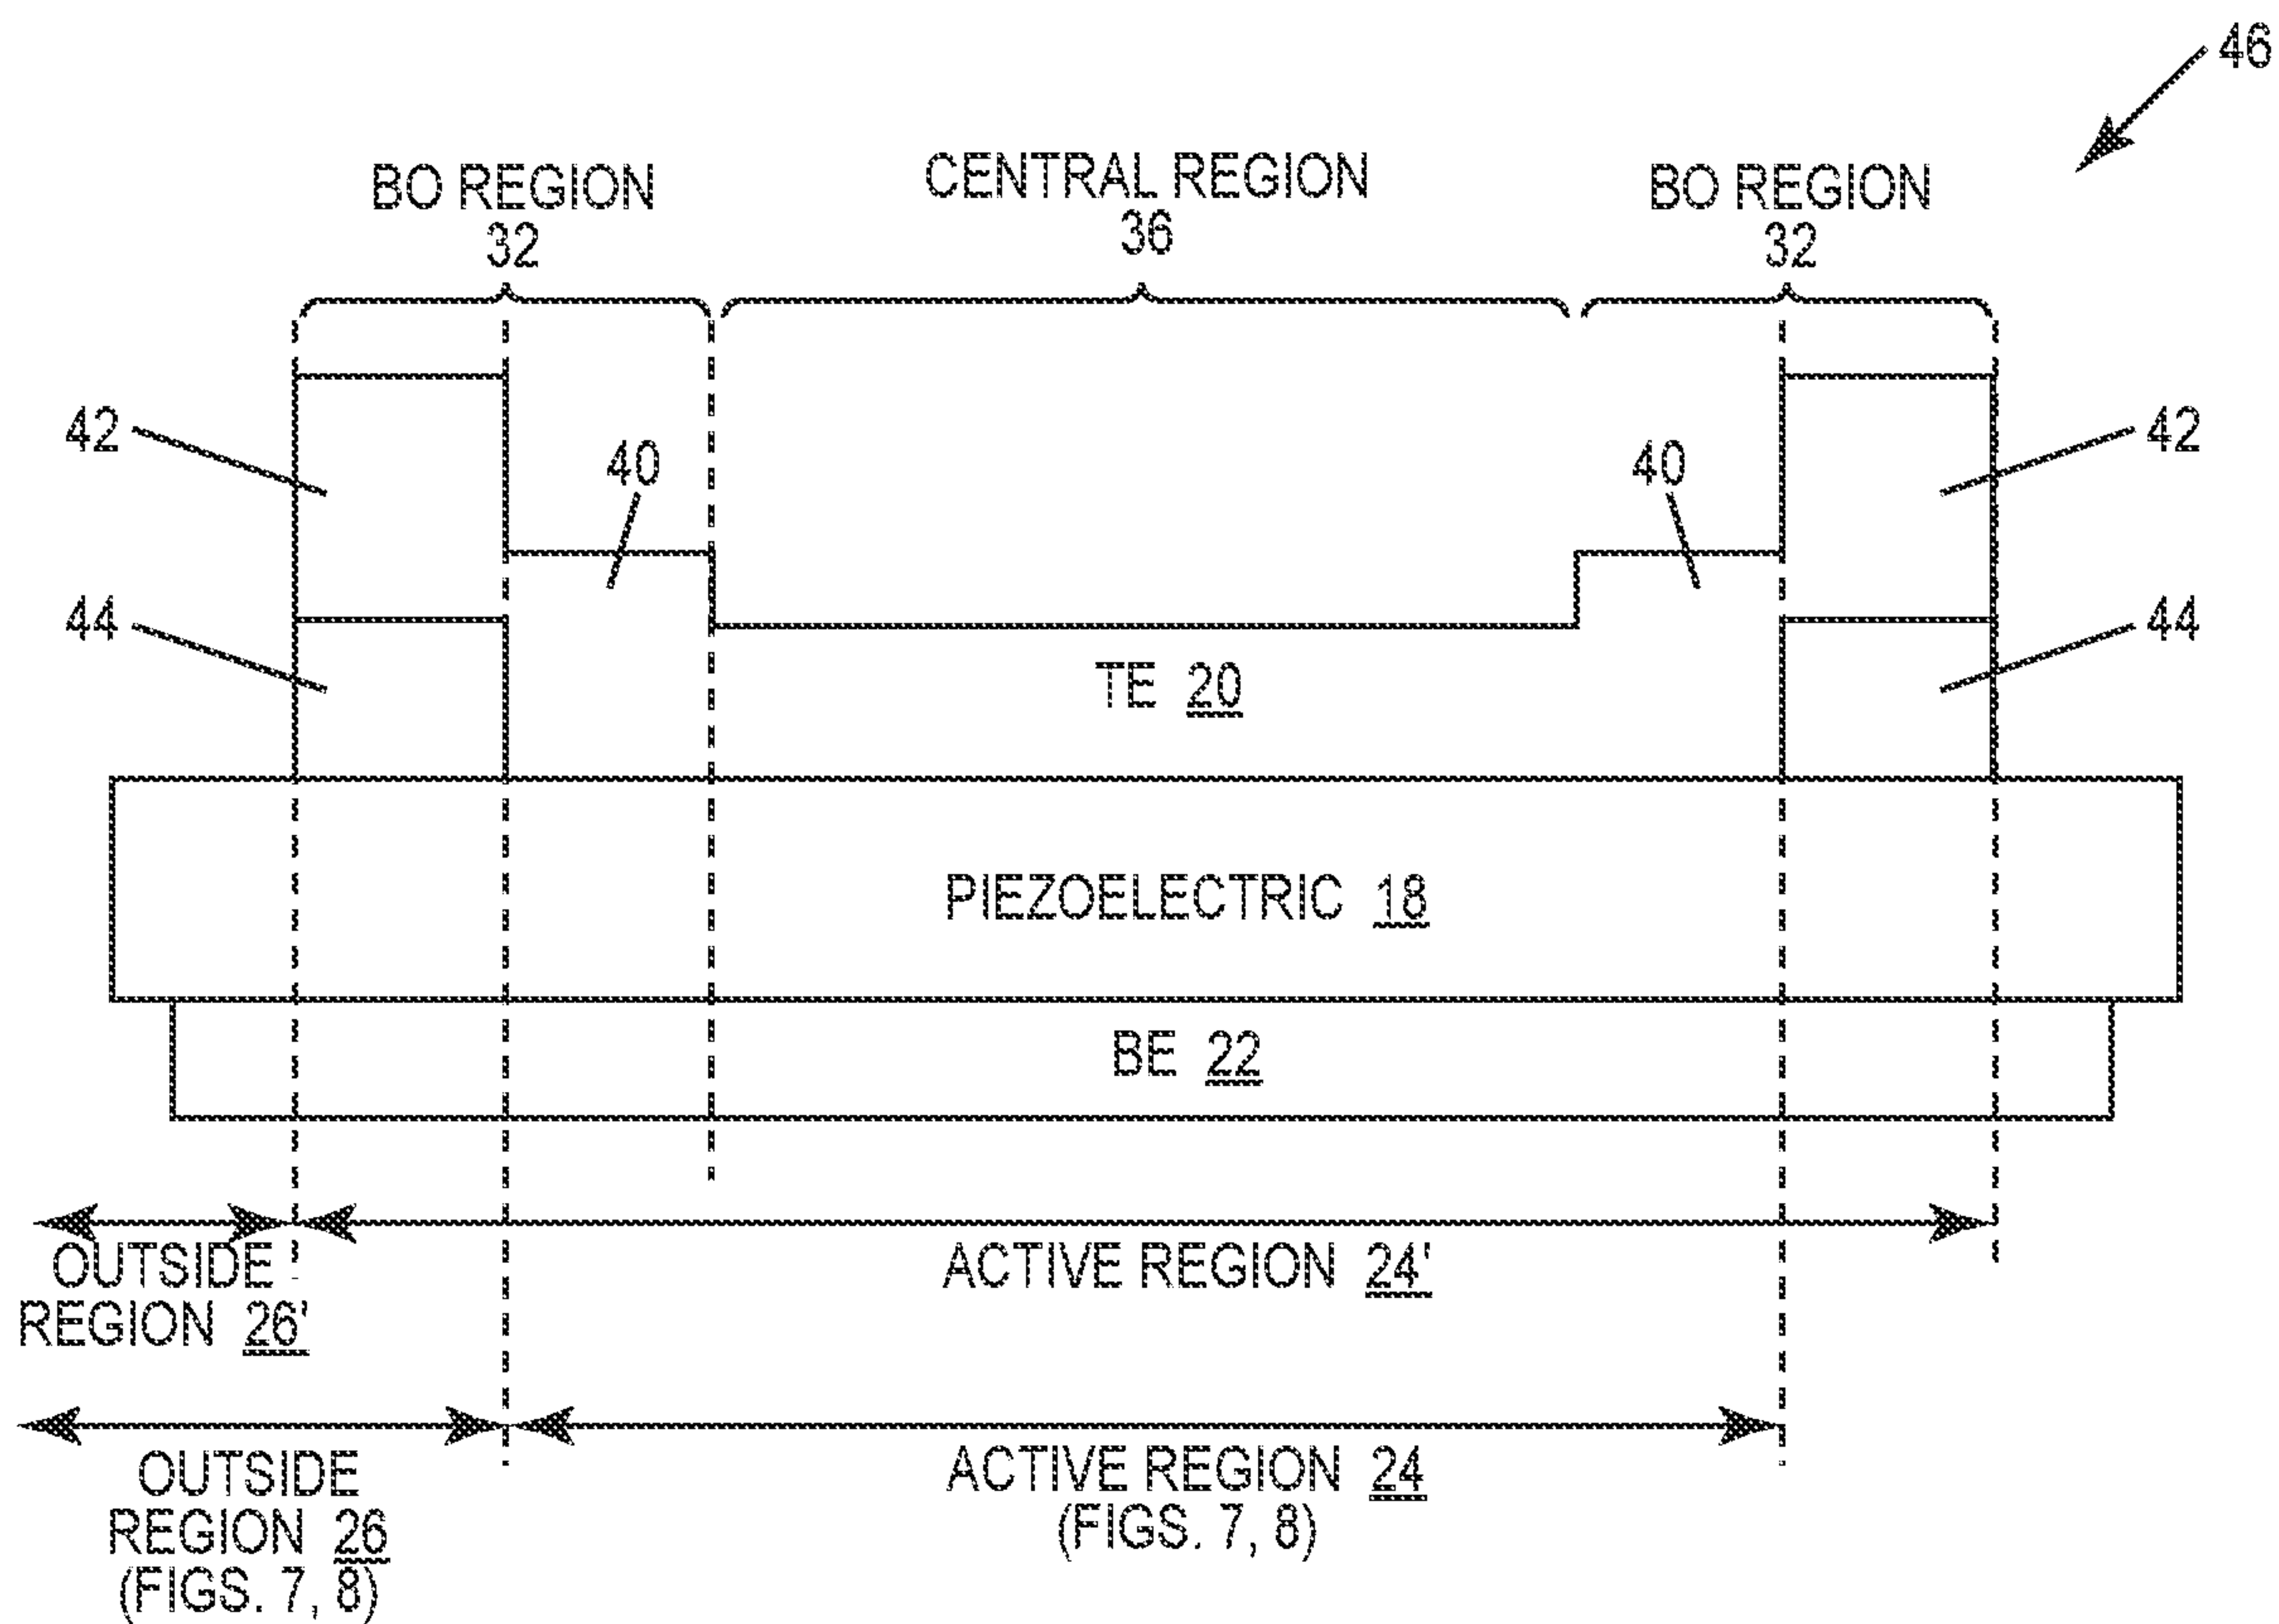 46
BO REGION
32
CENTRAL REGION
36
BO REGION
32
42
40
40
42
44
44
TE 20
PIEZOELECTRIC 18
BE 22
OUTSIDE
REGION 26'
ACTIVE REGION 24'
OUTSIDE
REGION 26
(FIGS. 7, 8)
ACTIVE REGION 24
(FIGS. 7, 8)